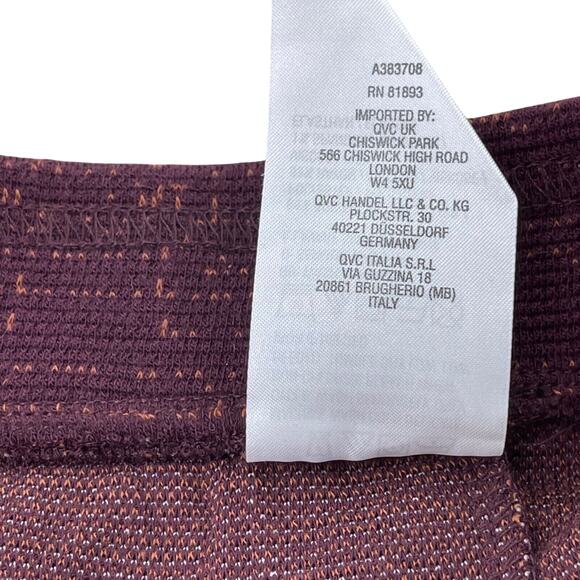 A383708
RN 81893
IMPORTED BY:
QVC UK
CHISWICK PARK
566 CHISWICK HIGH ROAD
LONDON
W4 5XU
QVC HANDEL LLC & CO. KG
PLOCKSTR. 30
40221 DÜSSELDORF
GERMANY
QVC ITALIA S.R.L
VIA GUZZINA 18
20861 BRUGHERIO (MB)
ITALY